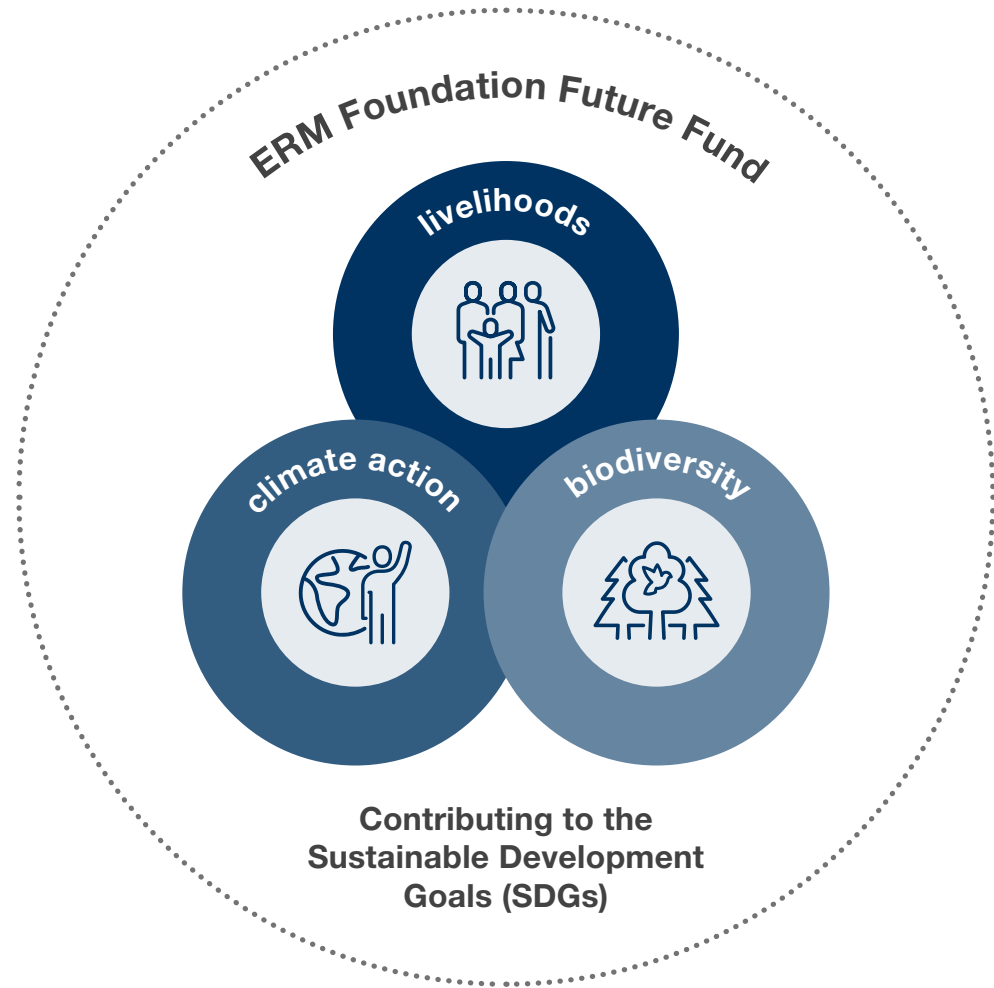 ERM Foundation Future Fund
livelihoods
climate action
biodiversity
Contributing to the
Sustainable Development
Goals (SDGs)